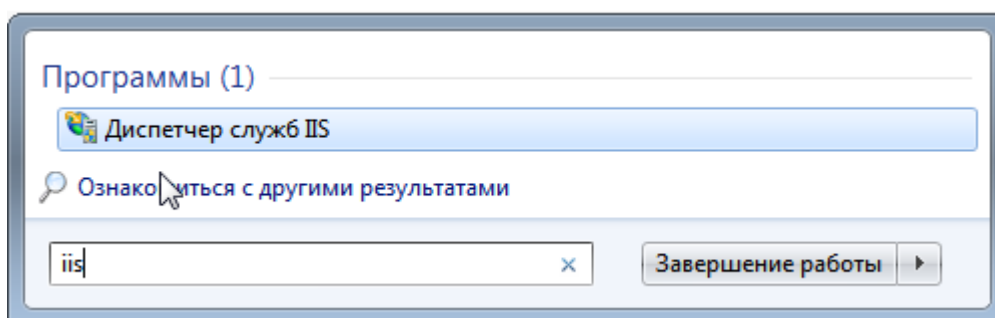 Программы (1)
Диспетчер служб IIS
Ознакомиться с другими результатами
iis
Завершение работы